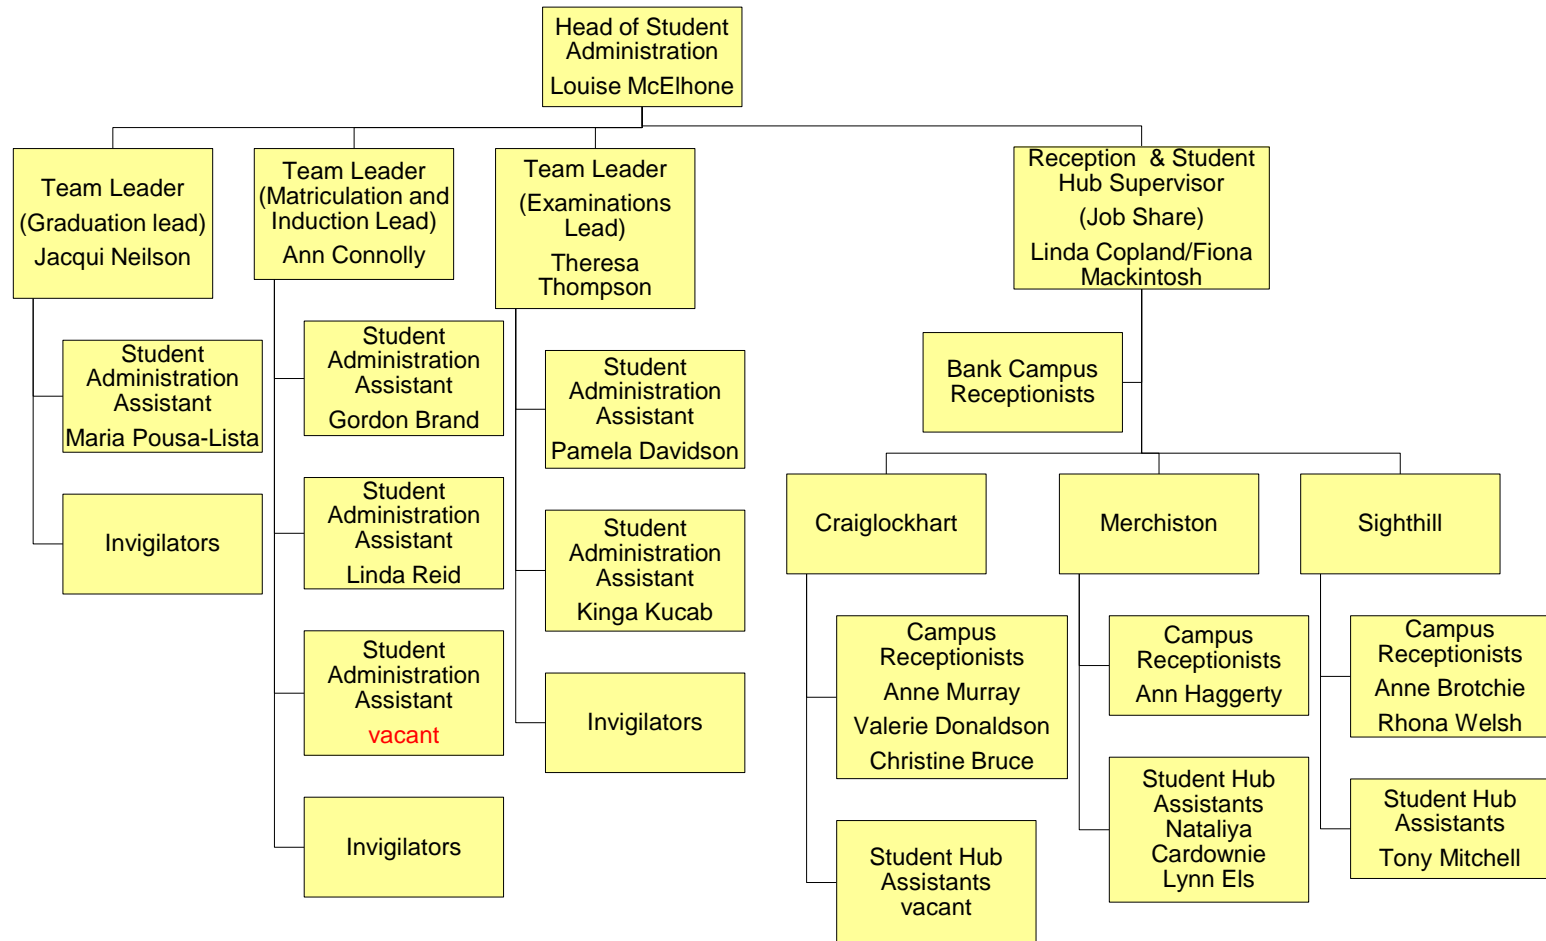 Head of Student
Administration
Louise McElhone
Team Leader
(Graduation lead)
Jacqui Neilson
Team Leader
(Matriculation and
Induction Lead)
Ann Connolly
Team Leader
(Examinations
Lead)
Theresa
Thompson
Reception & Student
Hub Supervisor
(Job Share)
Linda Copland/Fiona
Mackintosh
Student
Administration
Assistant
Maria Pousa-Lista
Invigilators
Student
Administration
Assistant
Gordon Brand
Student
Administration
Assistant
Linda Reid
Student
Administration
Assistant
vacant
Invigilators
Student
Administration
Assistant
Pamela Davidson
Student
Administration
Assistant
Kinga Kucab
Invigilators
Bank Campus
Receptionists
Craiglockhart
Merchiston
Sighthill
Campus
Receptionists
Anne Murray
Valerie Donaldson
Christine Bruce
Student Hub
Assistants
vacant
Campus
Receptionists
Ann Haggerty
Student Hub
Assistants
Nataliya
Cardownie
Lynn Els
Campus
Receptionists
Anne Brotchie
Rhona Welsh
Student Hub
Assistants
Tony Mitchell